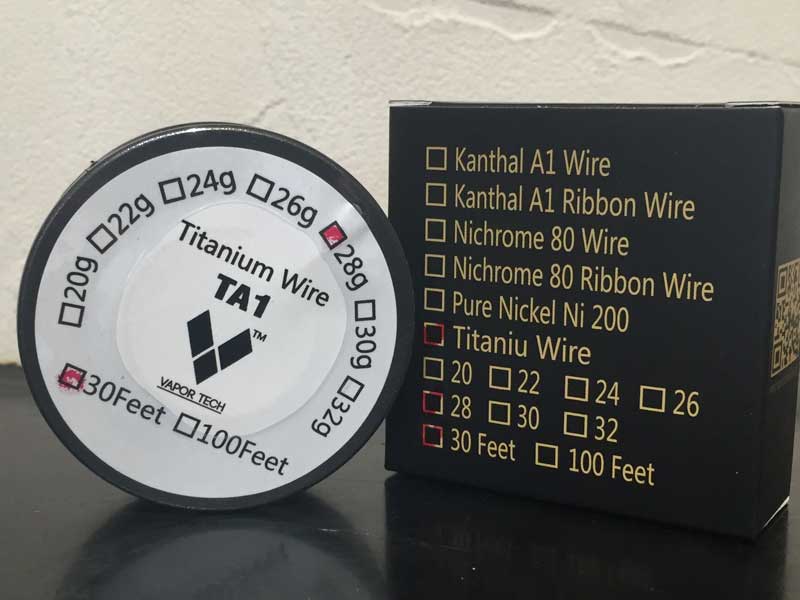 20g
22g
24g
26g
28g
30g
32g
Titanium Wire
TA1
TM
VAPOR TECH
30Feet
100Feet
Kanthal A1 Wire
Kanthal A1 Ribbon Wire
Nichrome 80 Wire
Nichrome 80 Ribbon Wire
Pure Nickel Ni 200
Titaniu Wire
20 22 24 26
28 30 32
30 Feet 100 Feet